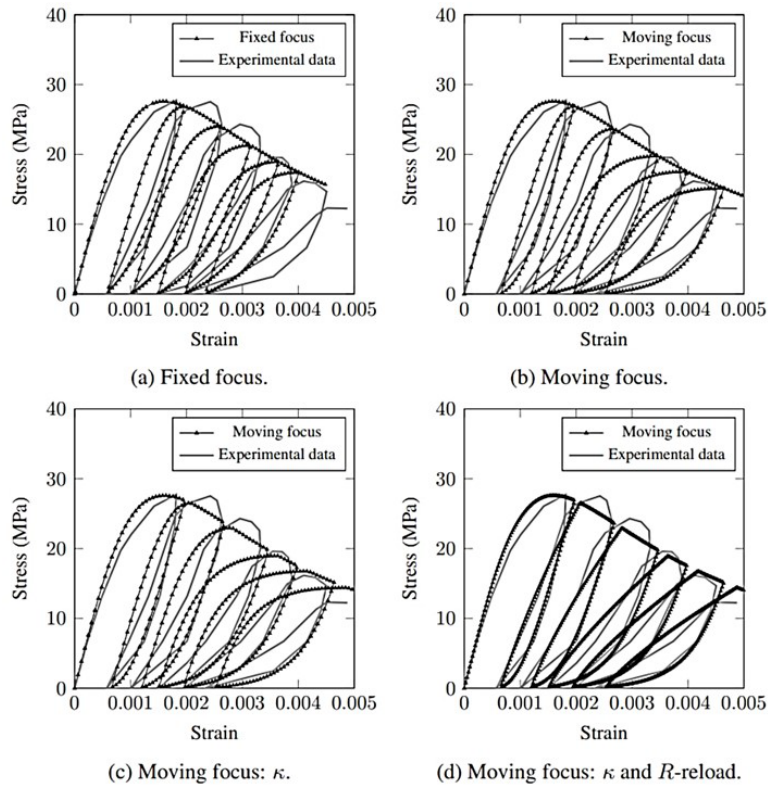 40
Fixed focus
Experimental data
30
20
10
0
0 0.001 0.002 0.003 0.004 0.005
Stress (MPa)
Strain
(a) Fixed focus.
40
Moving focus
Experimental data
30
20
10
0
0 0.001 0.002 0.003 0.004 0.005
Stress (MPa)
Strain
(b) Moving focus.
40
Moving focus
Experimental data
30
20
10
0
0 0.001 0.002 0.003 0.004 0.005
Stress (MPa)
Strain
(c) Moving focus: κ.
40
Moving focus
Experimental data
30
20
10
0
0 0.001 0.002 0.003 0.004 0.005
Stress (MPa)
Strain
(d) Moving focus: κ and R-reload.